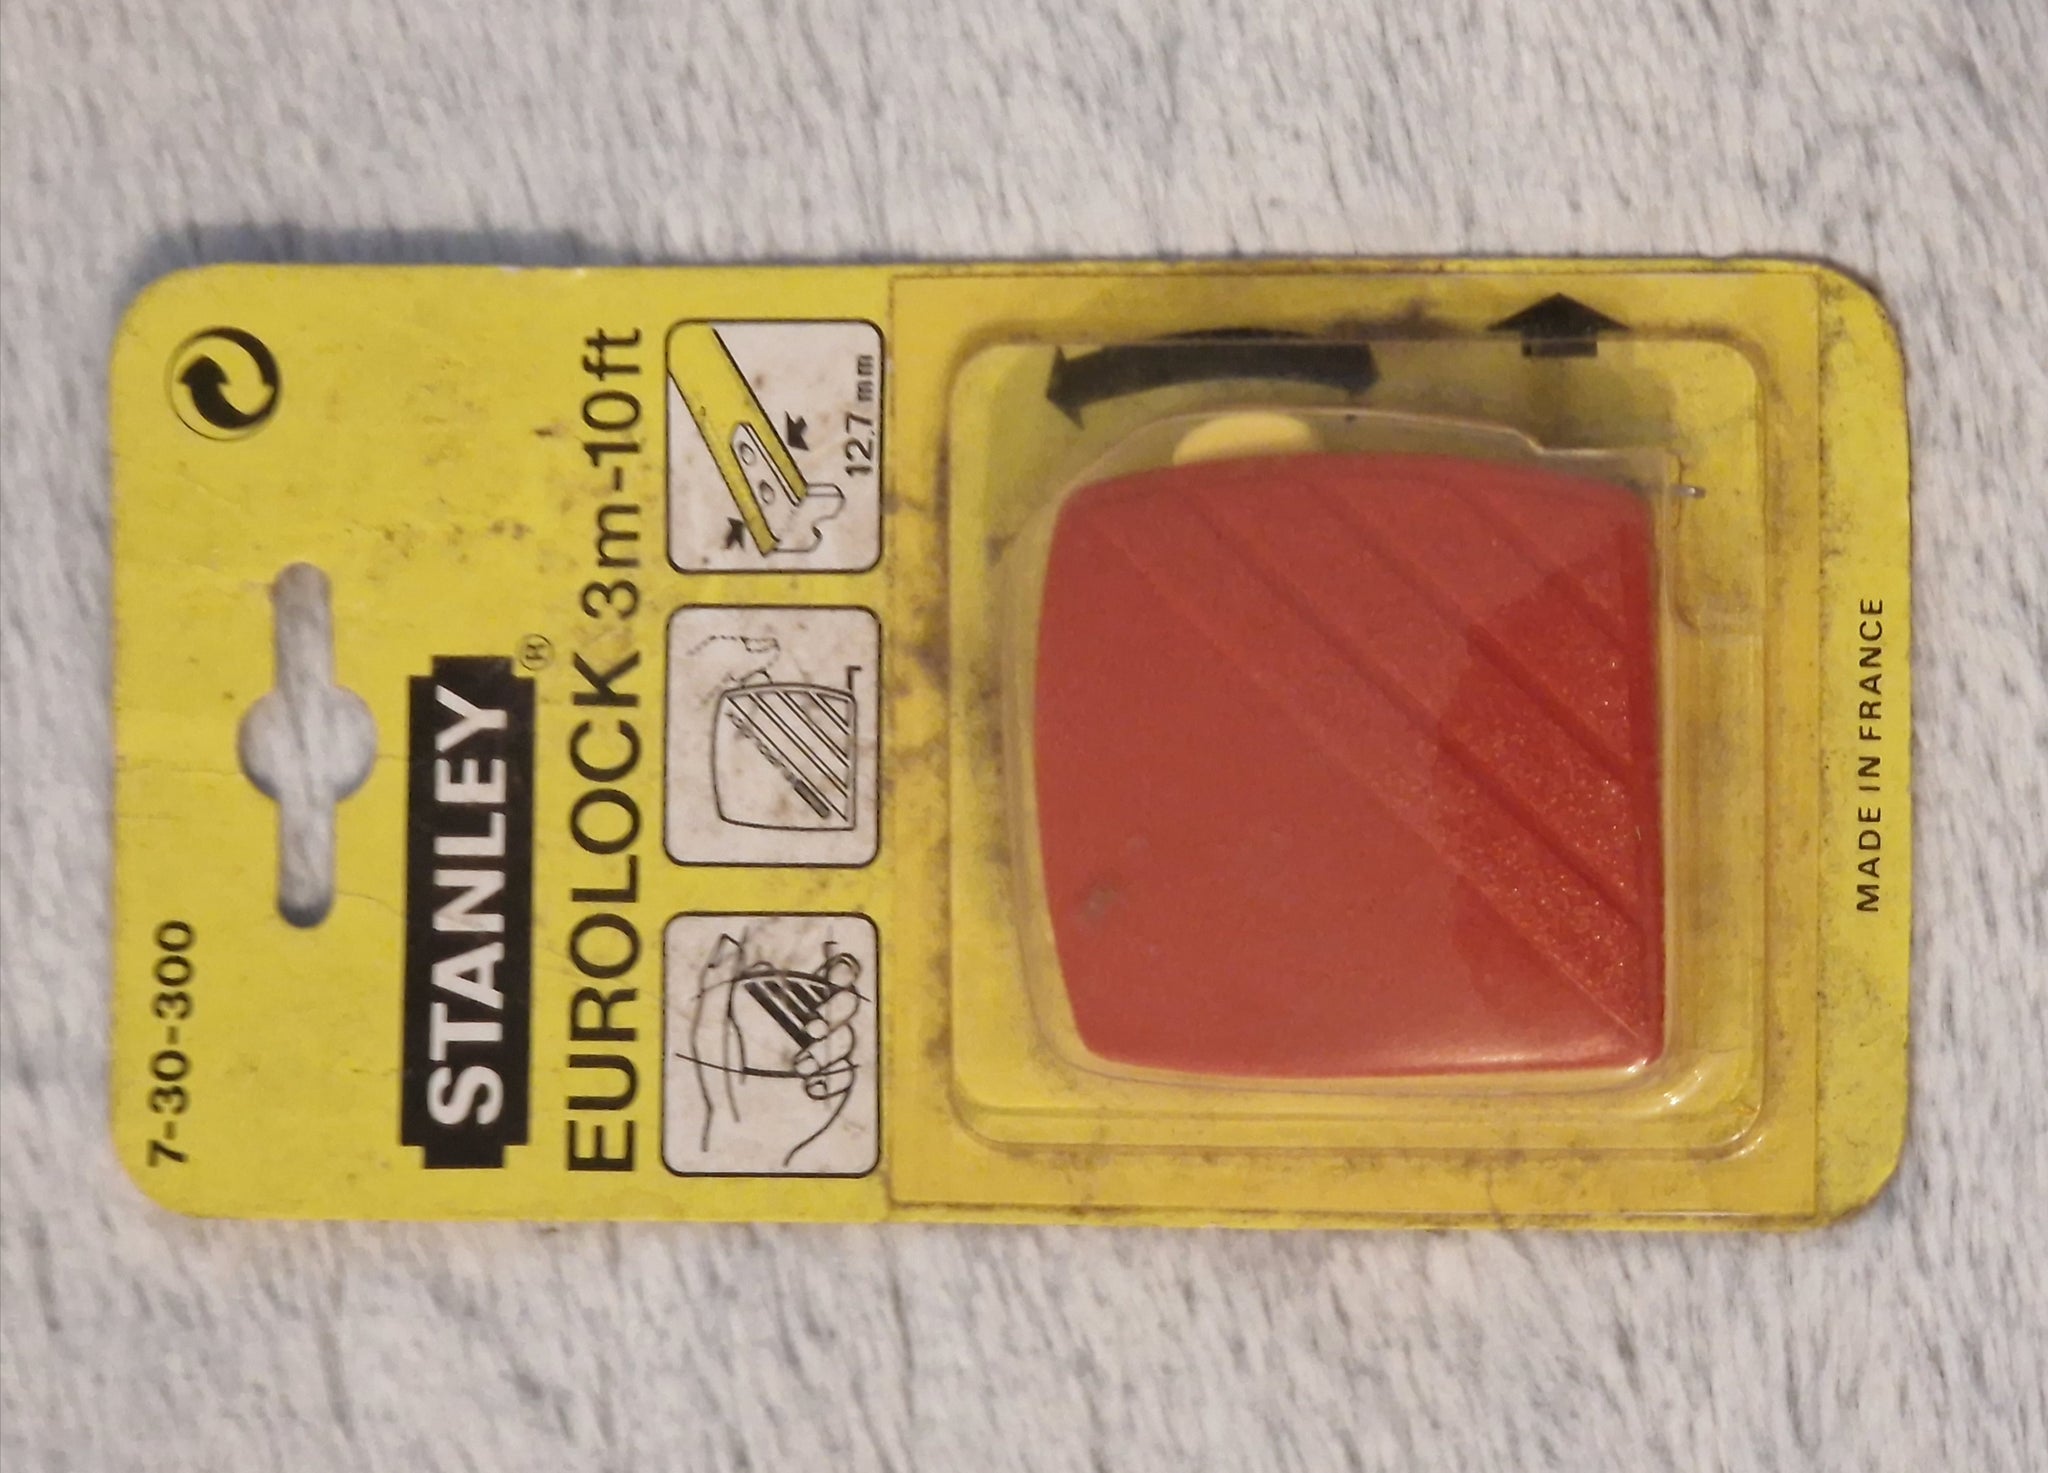 7-30-300
STANLEY®
EUROLOCK 3m-10ft
12.7 mm
MADE IN FRANCE